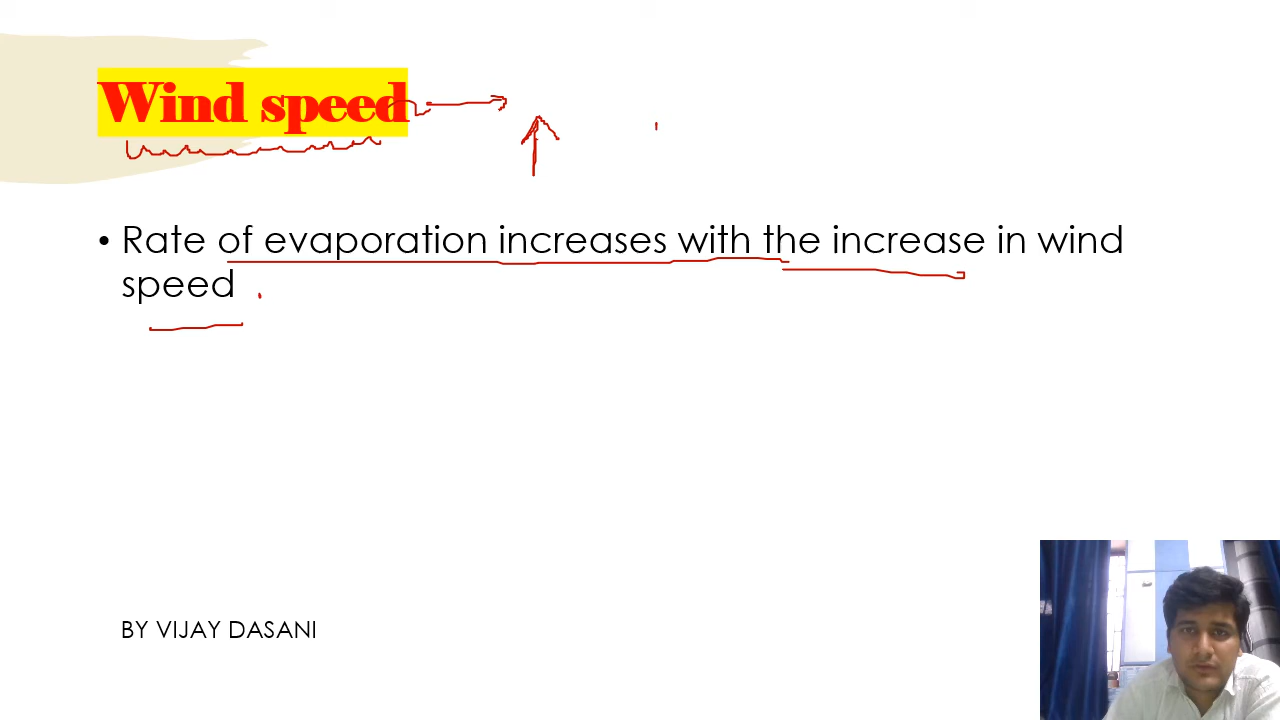 Wind speed
• Rate of evaporation increases with the increase in wind
speed
BY VIJAY DASANI